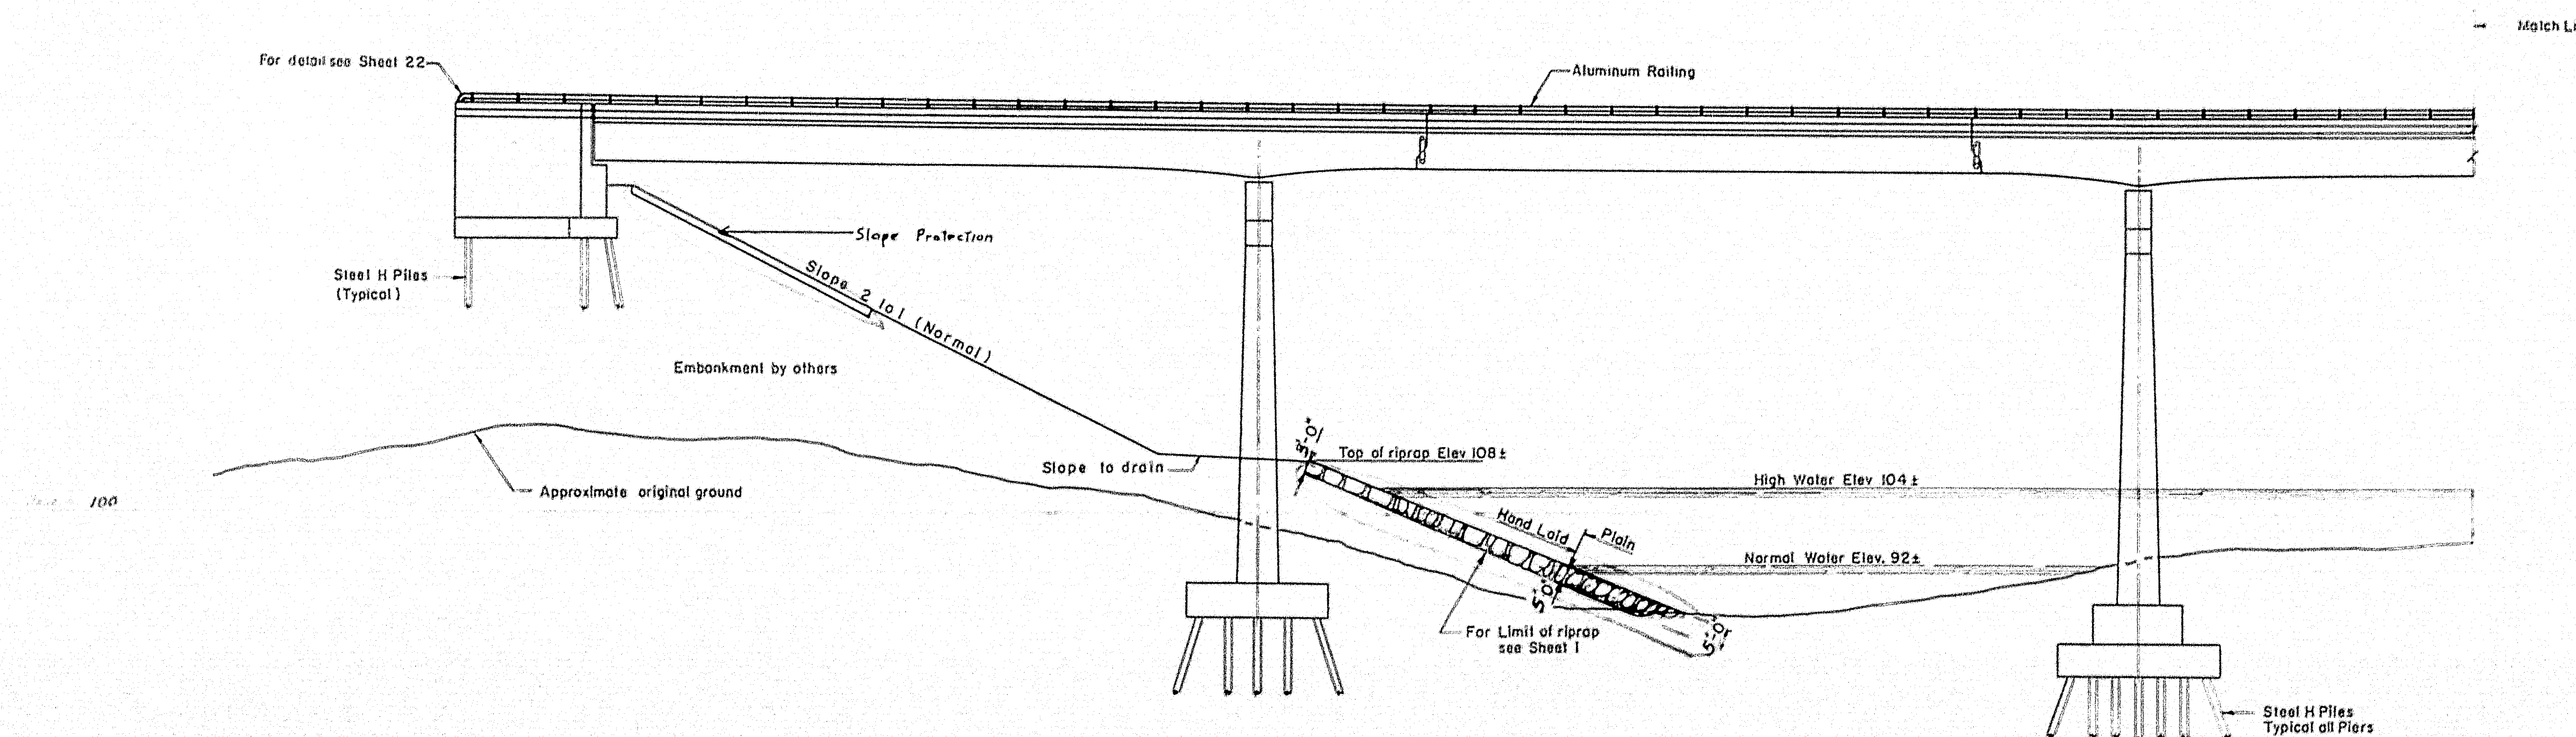 Match
For detail see Sheet 22
Aluminum Railing
Slope Protection
Steel H Piles
(Typical)
Slope 2 to 1 (Normal)
Embankment by others
3'-0"
Top of riprap Elev 108±
Slope to drain
High Water Elev 104±
Approximate original ground
100
Hand Laid
Plain
Normal Water Elev. 92±
5'-0"
For Limit of riprap
see Sheet 1
5'-0"
Steel H Piles
Typical all Piers